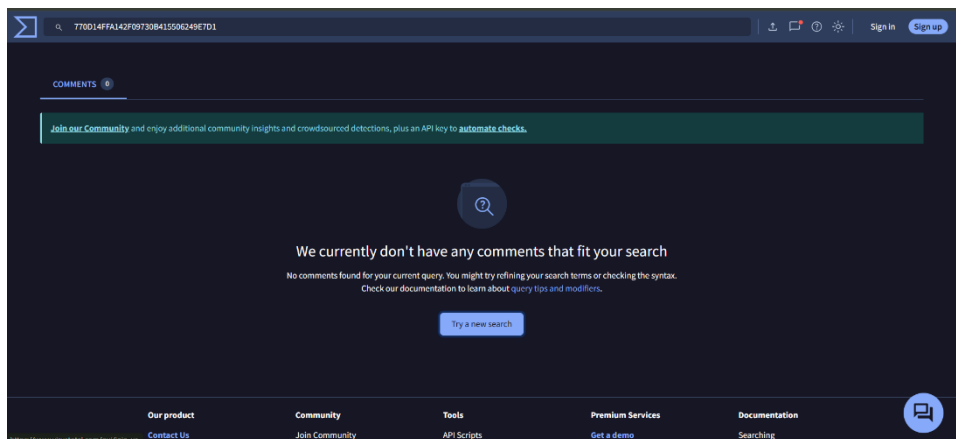 770D14FFA142F09730B415506249E7D1
Sign in
Sign up
COMMENTS 0
Join our Community and enjoy additional community insights and crowdsourced detections, plus an API key to automate checks.
We currently don't have any comments that fit your search
No comments found for your current query. You might try refining your search terms or checking the syntax.
Check our documentation to learn about query tips and modifiers.
Try a new search
Our product
Community
Tools
Premium Services
Documentation
Contact Us
Join Community
API Scripts
Get a demo
Searching